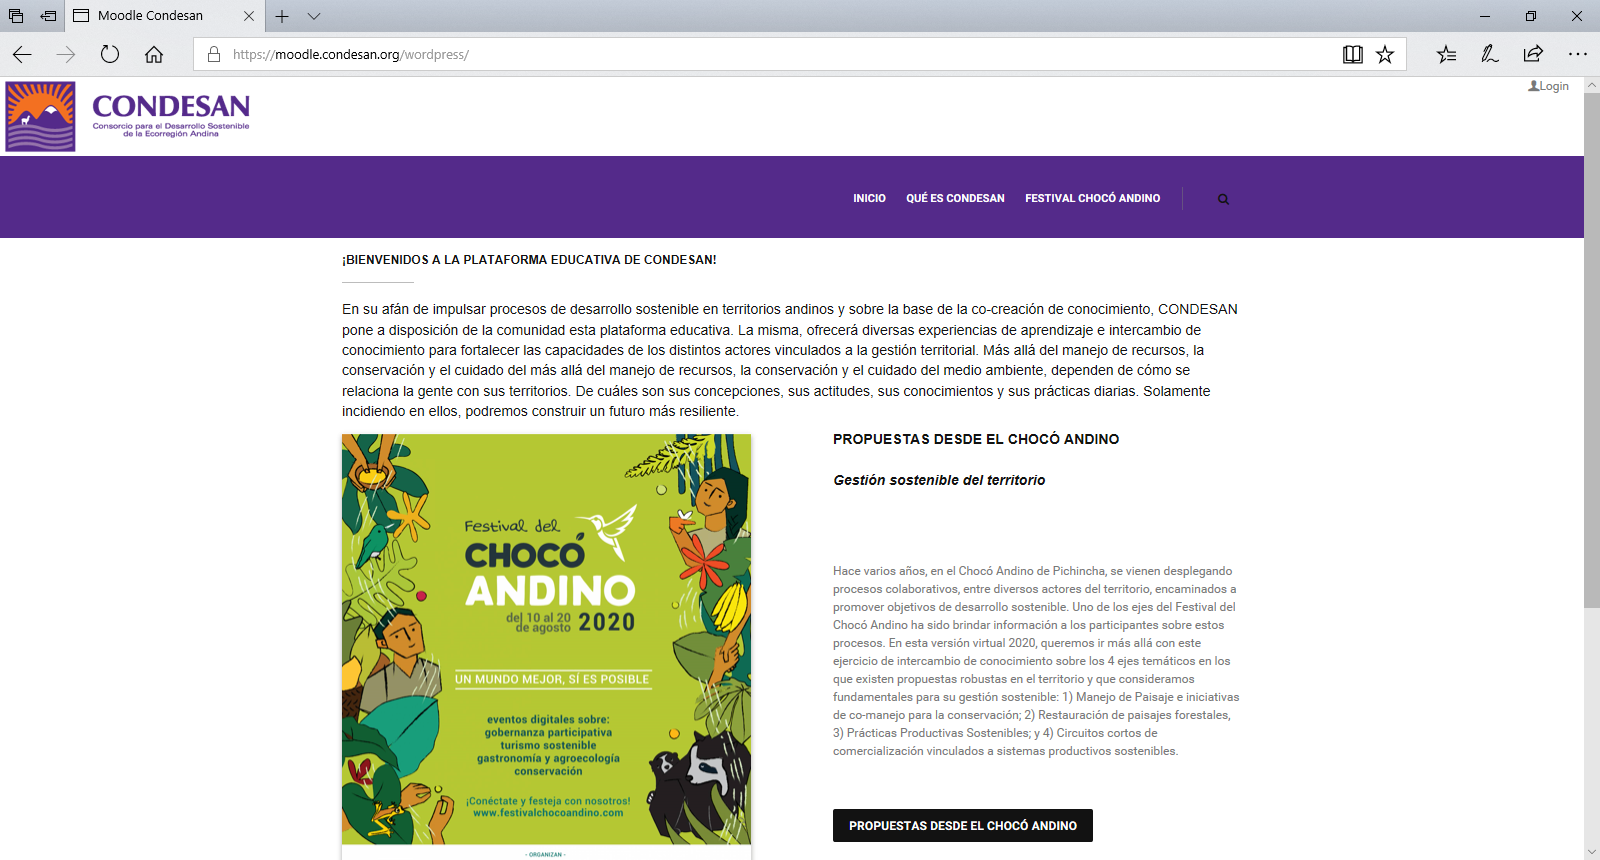 Moodle Condesan
https://moodle.condesan.org/wordpress/
Login
CONDESAN
Consorcio para el Desarrollo Sostenible
de la Ecorregión Andina
INICIO QUÉ ES CONDESAN FESTIVAL CHOCÓ ANDINO
¡BIENVENIDOS A LA PLATAFORMA EDUCATIVA DE CONDESAN!
En su afán de impulsar procesos de desarrollo sostenible en territorios andinos y sobre la base de la co-creación de conocimiento, CONDESAN
pone a disposición de la comunidad esta plataforma educativa. La misma, ofrecerá diversas experiencias de aprendizaje e intercambio de
conocimiento para fortalecer las capacidades de los distintos actores vinculados a la gestión territorial. Más allá del manejo de recursos, la
conservación y el cuidado del más allá del manejo de recursos, la conservación y el cuidado del medio ambiente, dependen de cómo se
relaciona la gente con sus territorios. De cuáles son sus concepciones, sus actitudes, sus conocimientos y sus prácticas diarias. Solamente
incidiendo en ellos, podremos construir un futuro más resiliente.
Festival del
CHOCÓ
ANDINO
del 10 al 20
de agosto 2020
UN MUNDO MEJOR, SÍ ES POSIBLE
eventos digitales sobre:
gobernanza participativa
turismo sostenible
gastronomía y agroecología
conservación
¡Conéctate y festeja con nosotros!
www.festivalchocoandino.com
- ORGANIZAN -
PROPUESTAS DESDE EL CHOCÓ ANDINO
Gestión sostenible del territorio
Hace varios años, en el Chocó Andino de Pichincha, se vienen desplegando
procesos colaborativos, entre diversos actores del territorio, encaminados a
promover objetivos de desarrollo sostenible. Uno de los ejes del Festival del
Chocó Andino ha sido brindar información a los participantes sobre estos
procesos. En esta versión virtual 2020, queremos ir más allá con este
ejercicio de intercambio de conocimiento sobre los 4 ejes temáticos en los
que existen propuestas robustas en el territorio y que consideramos
fundamentales para su gestión sostenible: 1) Manejo de Paisaje e iniciativas
de co-manejo para la conservación; 2) Restauración de paisajes forestales,
3) Prácticas Productivas Sostenibles; y 4) Circuitos cortos de
comercialización vinculados a sistemas productivos sostenibles.
PROPUESTAS DESDE EL CHOCÓ ANDINO